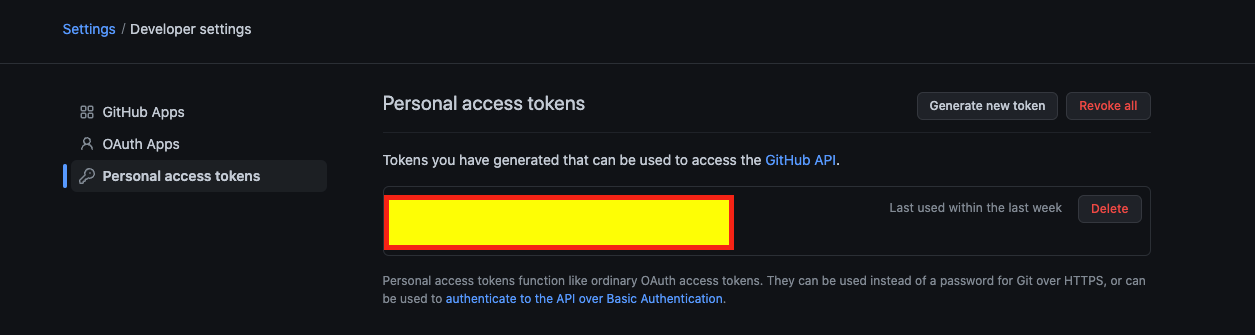 Settings / Developer settings
GitHub Apps
OAuth Apps
Personal access tokens
Personal access tokens
Generate new token
Revoke all
Tokens you have generated that can be used to access the GitHub API.
Last used within the last week
Delete
Personal access tokens function like ordinary OAuth access tokens. They can be used instead of a password for Git over HTTPS, or can
be used to authenticate to the API over Basic Authentication.